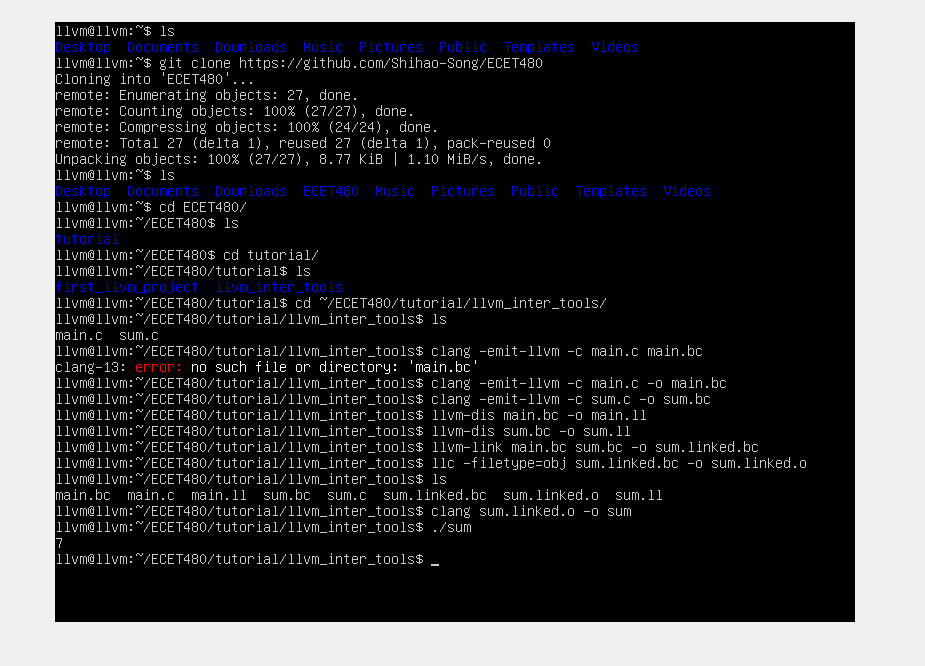 llvm@llvm:~$ ls
Desktop  Documents  Downloads  Music  Pictures  Public  Templates  Videos
llvm@llvm:~$ git clone https://github.com/Shihao-Song/ECET480
Cloning into 'ECET480'...
remote: Enumerating objects: 27, done.
remote: Counting objects: 100% (27/27), done.
remote: Compressing objects: 100% (24/24), done.
remote: Total 27 (delta 1), reused 27 (delta 1), pack-reused 0
Unpacking objects: 100% (27/27), 8.77 KiB | 1.10 MiB/s, done.
llvm@llvm:~$ ls
Desktop  Documents  Downloads  ECET480  Music  Pictures  Public  Templates  Videos
llvm@llvm:~$ cd ECET480/
llvm@llvm:~/ECET480$ ls
tutorial
llvm@llvm:~/ECET480$ cd tutorial/
llvm@llvm:~/ECET480/tutorial$ ls
first_llvm_project  llvm_inter_tools
llvm@llvm:~/ECET480/tutorial$ cd ~/ECET480/tutorial/llvm_inter_tools/
llvm@llvm:~/ECET480/tutorial/llvm_inter_tools$ ls
main.c  sum.c
llvm@llvm:~/ECET480/tutorial/llvm_inter_tools$ clang -emit-llvm -c main.c main.bc
clang-13: error: no such file or directory: 'main.bc'
llvm@llvm:~/ECET480/tutorial/llvm_inter_tools$ clang -emit-llvm -c main.c -o main.bc
llvm@llvm:~/ECET480/tutorial/llvm_inter_tools$ clang -emit-llvm -c sum.c -o sum.bc
llvm@llvm:~/ECET480/tutorial/llvm_inter_tools$ llvm-dis main.bc -o main.ll
llvm@llvm:~/ECET480/tutorial/llvm_inter_tools$ llvm-dis sum.bc -o sum.ll
llvm@llvm:~/ECET480/tutorial/llvm_inter_tools$ llvm-link main.bc sum.bc -o sum.linked.bc
llvm@llvm:~/ECET480/tutorial/llvm_inter_tools$ llc -filetype=obj sum.linked.bc -o sum.linked.o
llvm@llvm:~/ECET480/tutorial/llvm_inter_tools$ ls
main.bc  main.c  main.ll  sum.bc  sum.c  sum.linked.bc  sum.linked.o  sum.ll
llvm@llvm:~/ECET480/tutorial/llvm_inter_tools$ clang sum.linked.o -o sum
llvm@llvm:~/ECET480/tutorial/llvm_inter_tools$ ./sum
7
llvm@llvm:~/ECET480/tutorial/llvm_inter_tools$ _